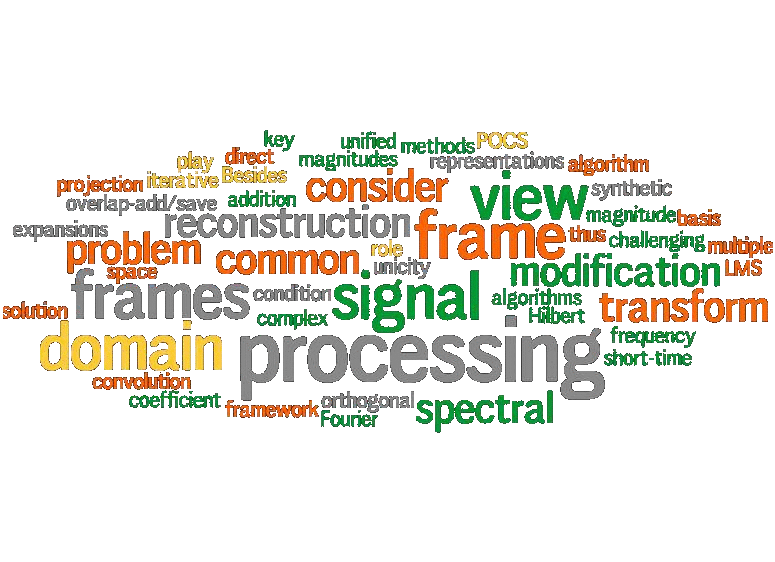 key unified methods POCS
play direct magnitudes representations algorithm
projection iterative Besides consider view synthetic
overlap-add/save addition magnitude basis
expansions reconstruction frame thus challenging multiple
problem common role unicity modification LMS
space
frames condition signal algorithms transform
solution complex Hilbert
domain processing frequency
short-time
convolution
coefficient framework orthogonal spectral
Fourier